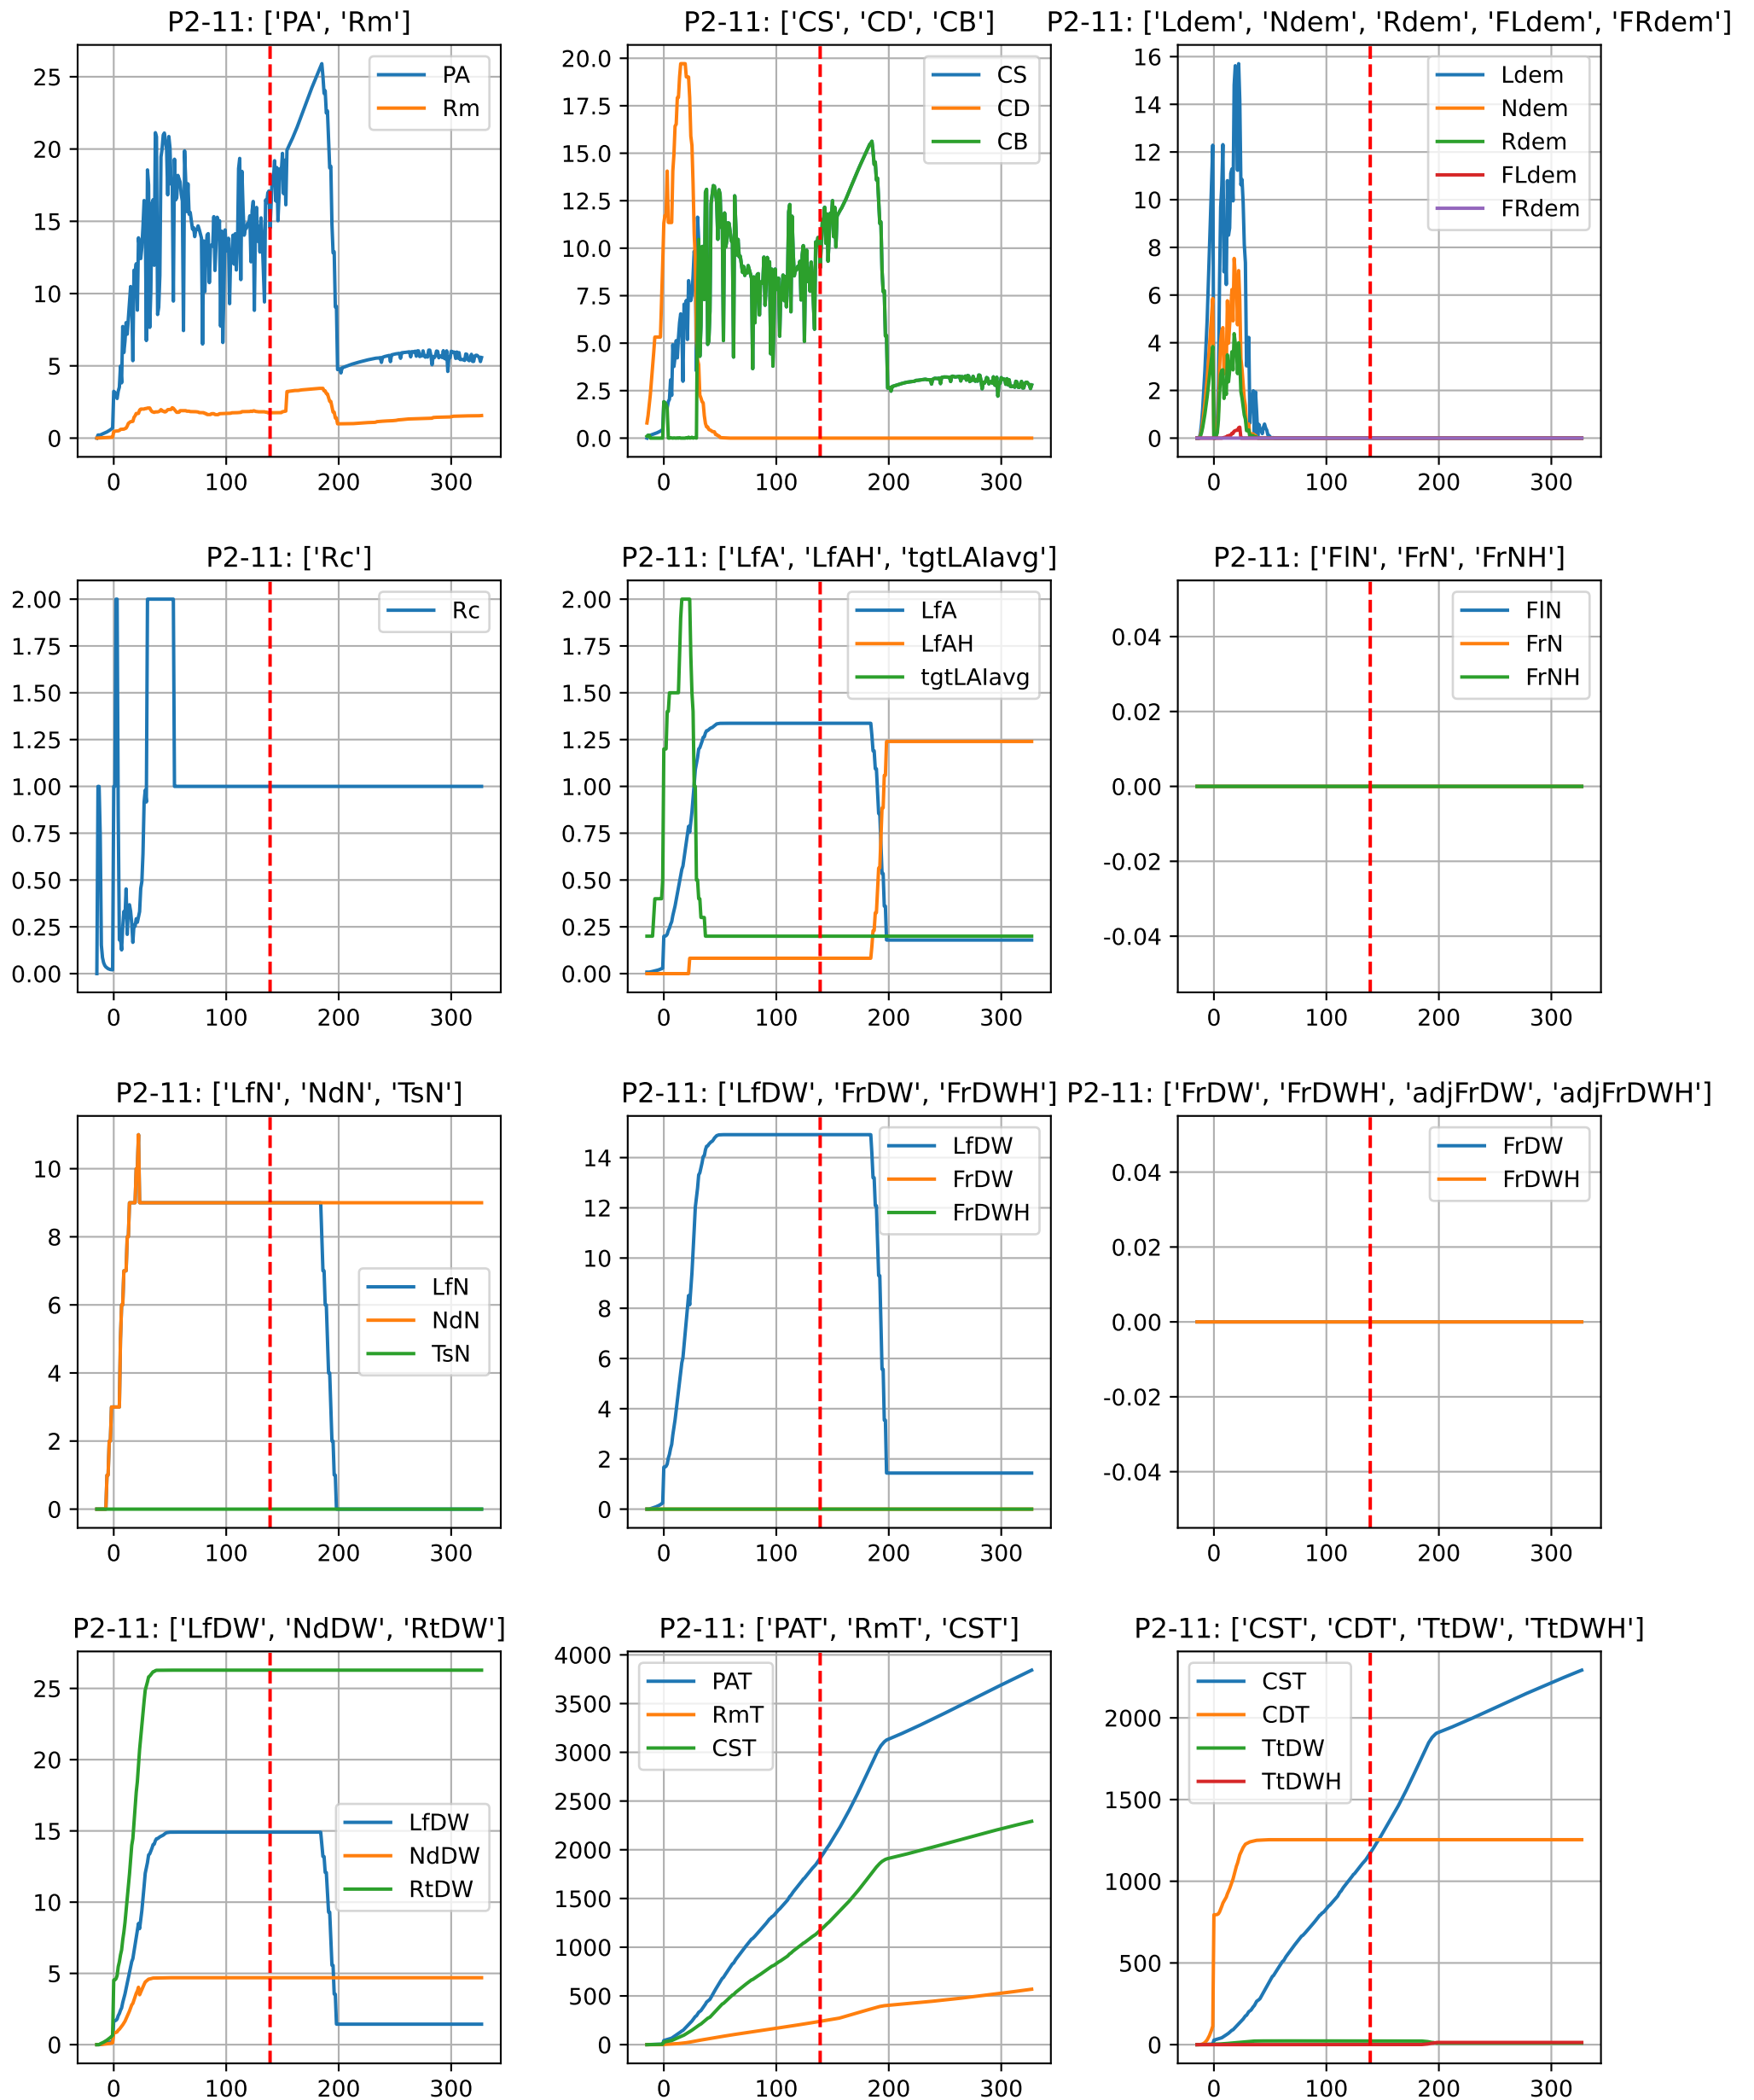 P2-11: ['PA', 'Rm']
25
20
15
10
5
0
0 100 200 300
PA
Rm
P2-11: ['CS', 'CD', 'CB']
20.0
17.5
15.0
12.5
10.0
7.5
5.0
2.5
0.0
0 100 200 300
CS
CD
CB
P2-11: ['Ldem', 'Ndem', 'Rdem', 'FLdem', 'FRdem']
16
14
12
10
8
6
4
2
0
0 100 200 300
Ldem
Ndem
Rdem
FLdem
FRdem
P2-11: ['Rc']
2.00
1.75
1.50
1.25
1.00
0.75
0.50
0.25
0.00
0 100 200 300
Rc
P2-11: ['LfA', 'LfAH', 'tgtLAIavg']
2.00
1.75
1.50
1.25
1.00
0.75
0.50
0.25
0.00
0 100 200 300
LfA
LfAH
tgtLAIavg
P2-11: ['FlN', 'FrN', 'FrNH']
0.04
0.02
0.00
-0.02
-0.04
0 100 200 300
FlN
FrN
FrNH
P2-11: ['LfN', 'NdN', 'TsN']
10
8
6
4
2
0
0 100 200 300
LfN
NdN
TsN
P2-11: ['LfDW', 'FrDW', 'FrDWH']
14
12
10
8
6
4
2
0
0 100 200 300
LfDW
FrDW
FrDWH
P2-11: ['FrDW', 'FrDWH', 'adjFrDW', 'adjFrDWH']
0.04
0.02
0.00
-0.02
-0.04
0 100 200 300
FrDW
FrDWH
P2-11: ['LfDW', 'NdDW', 'RtDW']
25
20
15
10
5
0
0 100 200 300
LfDW
NdDW
RtDW
P2-11: ['PAT', 'RmT', 'CST']
4000
3500
3000
2500
2000
1500
1000
500
0
0 100 200 300
PAT
RmT
CST
P2-11: ['CST', 'CDT', 'TtDW', 'TtDWH']
2000
1500
1000
500
0
0 100 200 300
CST
CDT
TtDW
TtDWH